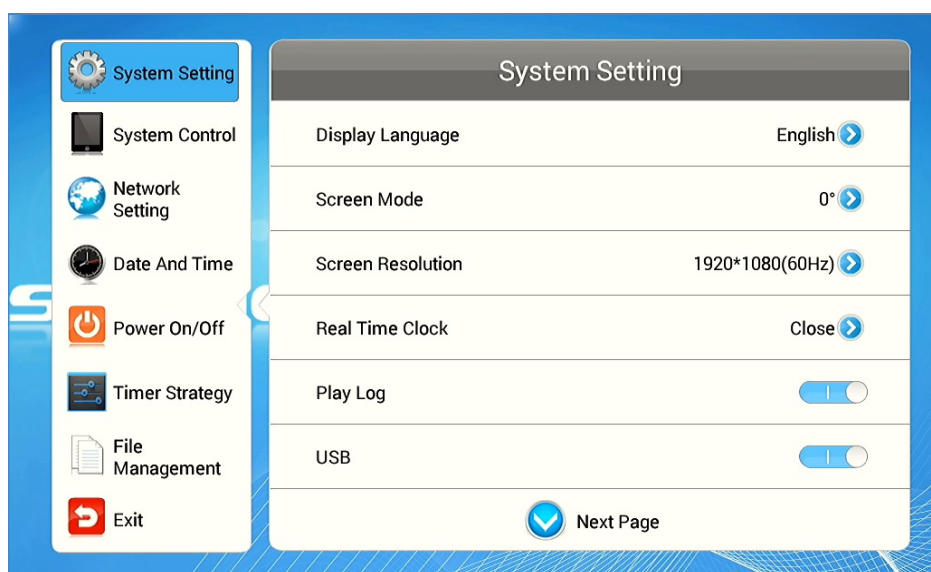 System Setting
System Control
Network
Setting
Date And Time
Power On/Off
Timer Strategy
File
Management
Exit
System Setting
Display Language English
Screen Mode 0°
Screen Resolution 1920*1080(60Hz)
Real Time Clock Close
Play Log
USB
Next Page